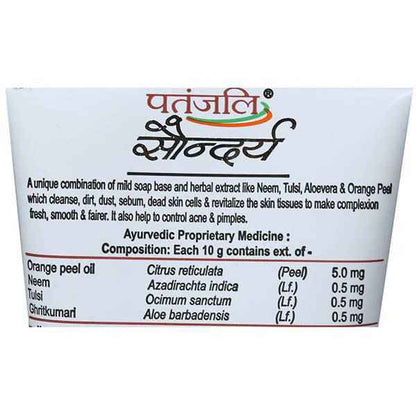 पतंजलि®
सौन्दर्य
A unique combination of mild soap base and herbal extract like Neem, Tulsi, Aloevera & Orange Peel
which cleanse, dirt, dust, sebum, dead skin cells & revitalize the skin tissues to make complexion
fresh, smooth & fairer. It also help to control acne & pimples.
Ayurvedic Proprietary Medicine :
Composition: Each 10 g contains ext. of -
Orange peel oil Citrus reticulata (Peel) 5.0 mg
Neem Azadirachta indica (Lf.) 0.5 mg
Tulsi Ocimum sanctum (Lf.) 0.5 mg
Ghritkumari Aloe barbadensis (Lf.) 0.5 mg